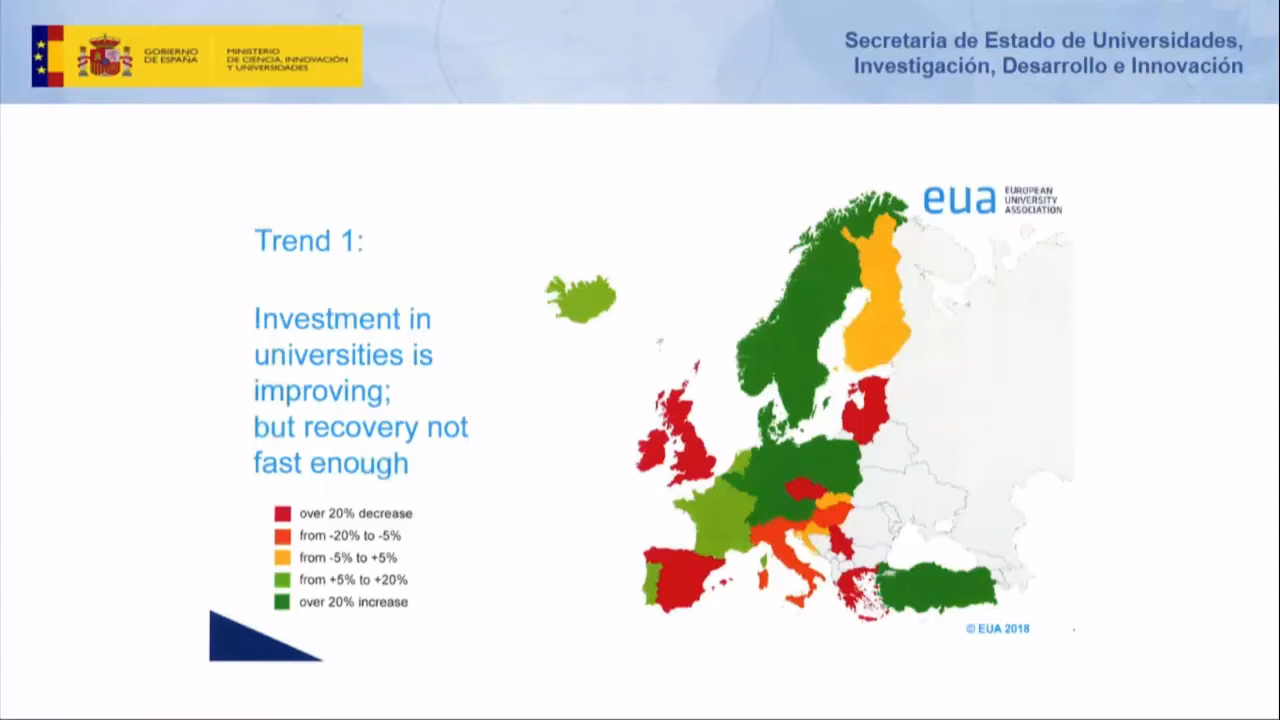 GOBIERNO
DE ESPAÑA
MINISTERIO
DE CIENCIA, INNOVACIÓN
Y UNIVERSIDADES
Secretaria de Estado de Universidades,
Investigación, Desarrollo e Innovación
eua
EUROPEAN
UNIVERSITY
ASSOCIATION
Trend 1:
Investment in
universities is
improving;
but recovery not
fast enough
over 20% decrease
from -20% to -5%
from -5% to +5%
from +5% to +20%
over 20% increase
© EUA 2018